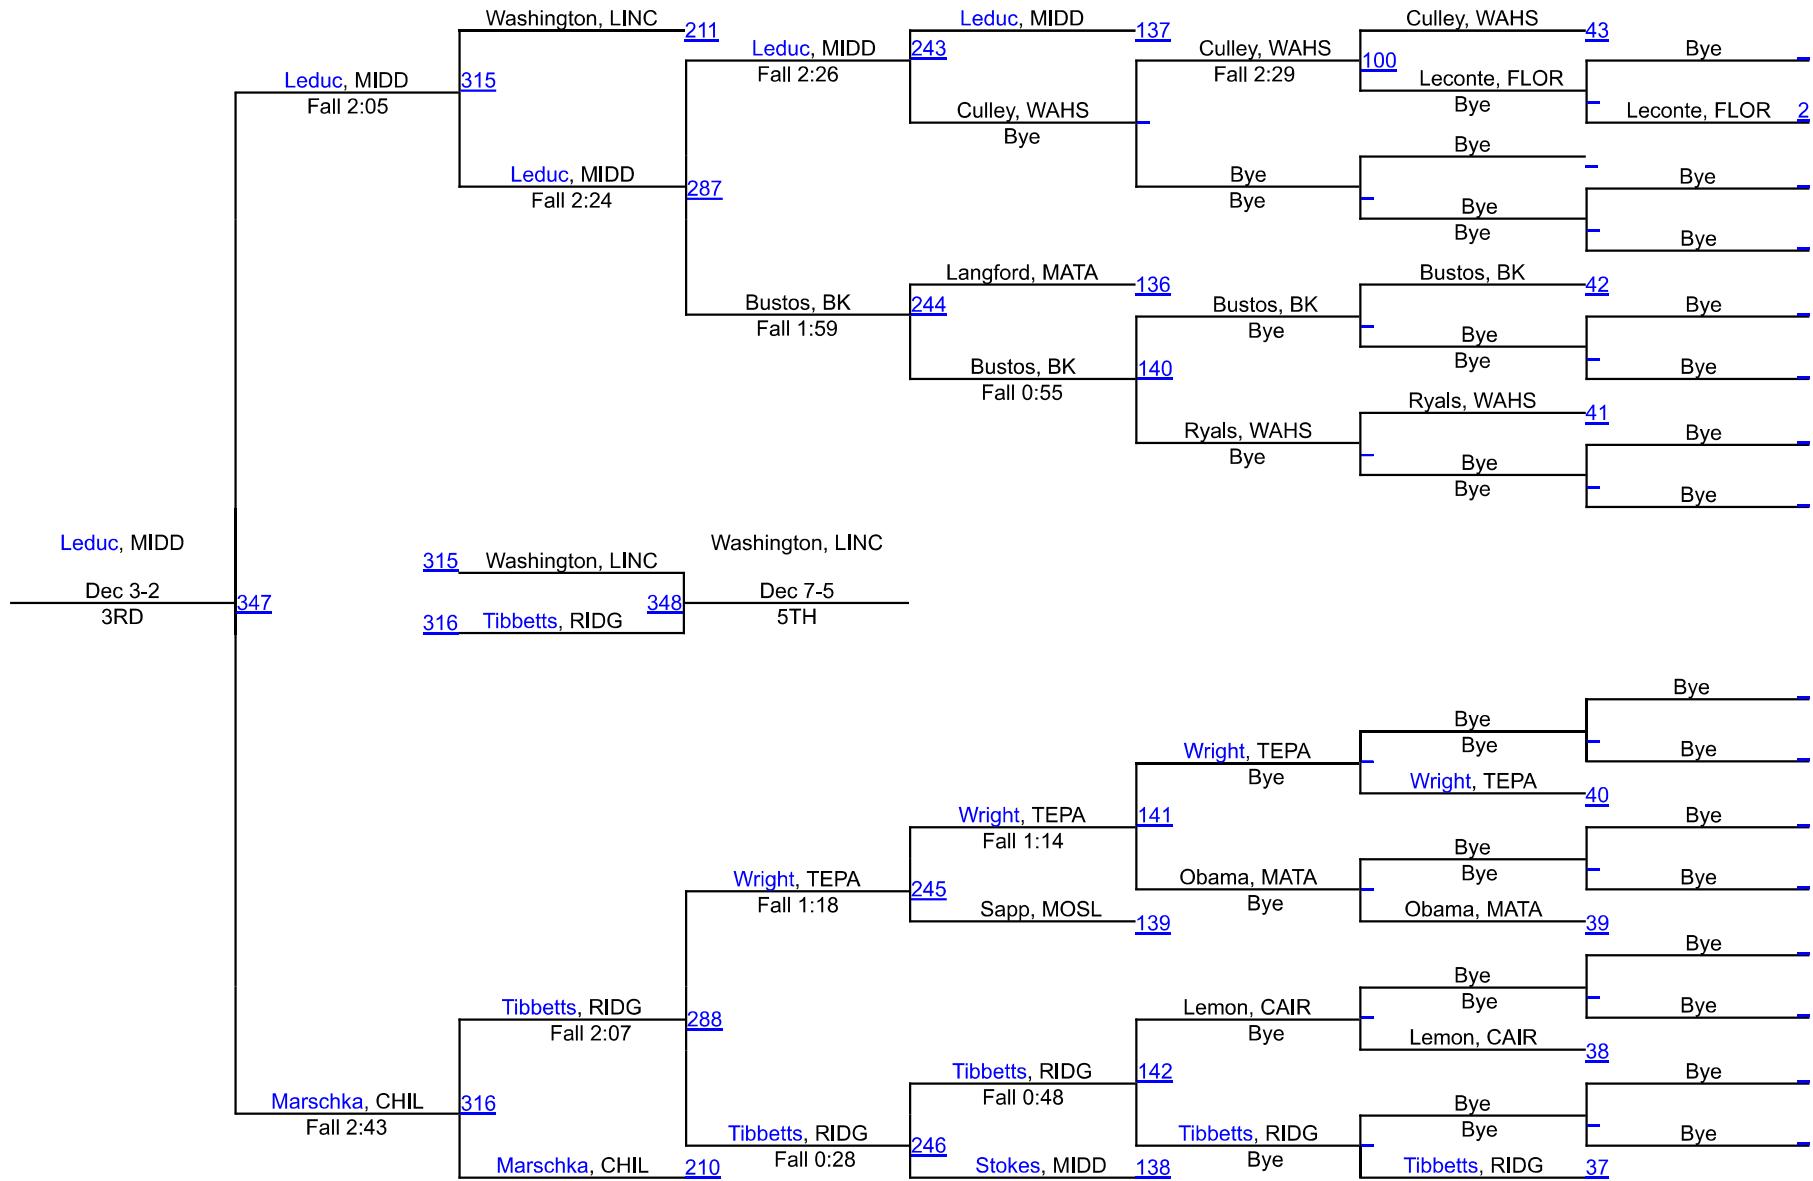 Washington, LINC
211
Leduc, MIDD
137
Culley, WAHS
43
Leduc, MIDD
243
Culley, WAHS
Bye
Fall 2:26
Fall 2:29
100
Leduc, MIDD
315
Leconte, FLOR
Fall 2:05
Bye
Culley, WAHS
Leconte, FLOR
2
Bye
Bye
Leduc, MIDD
287
Bye
Bye
Fall 2:24
Bye
Bye
Bye
Bye
Langford, MATA
136
Bustos, BK
42
Bustos, BK
244
Bustos, BK
Bye
Fall 1:59
Bye
Bye
Bustos, BK
140
Bye
Bye
Fall 0:55
Ryals, WAHS
41
Ryals, WAHS
Bye
Bye
Bye
Bye
Bye
Leduc, MIDD
Washington, LINC
315
Washington, LINC
Dec 3-2
347
348
Dec 7-5
3RD
316
Tibbetts, RIDG
5TH
Bye
Bye
Wright, TEPA
Bye
Bye
Bye
Wright, TEPA
40
Wright, TEPA
141
Bye
Fall 1:14
Bye
Wright, TEPA
245
Obama, MATA
Bye
Bye
Fall 1:18
Bye
Sapp, MOSL
139
Obama, MATA
39
Bye
Bye
Tibbetts, RIDG
288
Lemon, CAIR
Bye
Bye
Fall 2:07
Bye
Lemon, CAIR
38
Tibbetts, RIDG
142
Bye
Fall 0:48
Marschka, CHIL
316
Bye
Fall 2:43
Bye
Tibbetts, RIDG
246
Tibbetts, RIDG
Bye
Fall 0:28
Bye
Marschka, CHIL
210
Stokes, MIDD
138
Tibbetts, RIDG
37